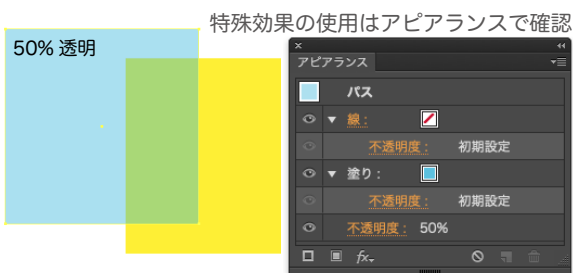 特殊効果の使用はアピアランスで確認
50% 透明
アピアランス
パス
線:
不透明度: 初期設定
塗り:
不透明度: 初期設定
不透明度: 50%
fx